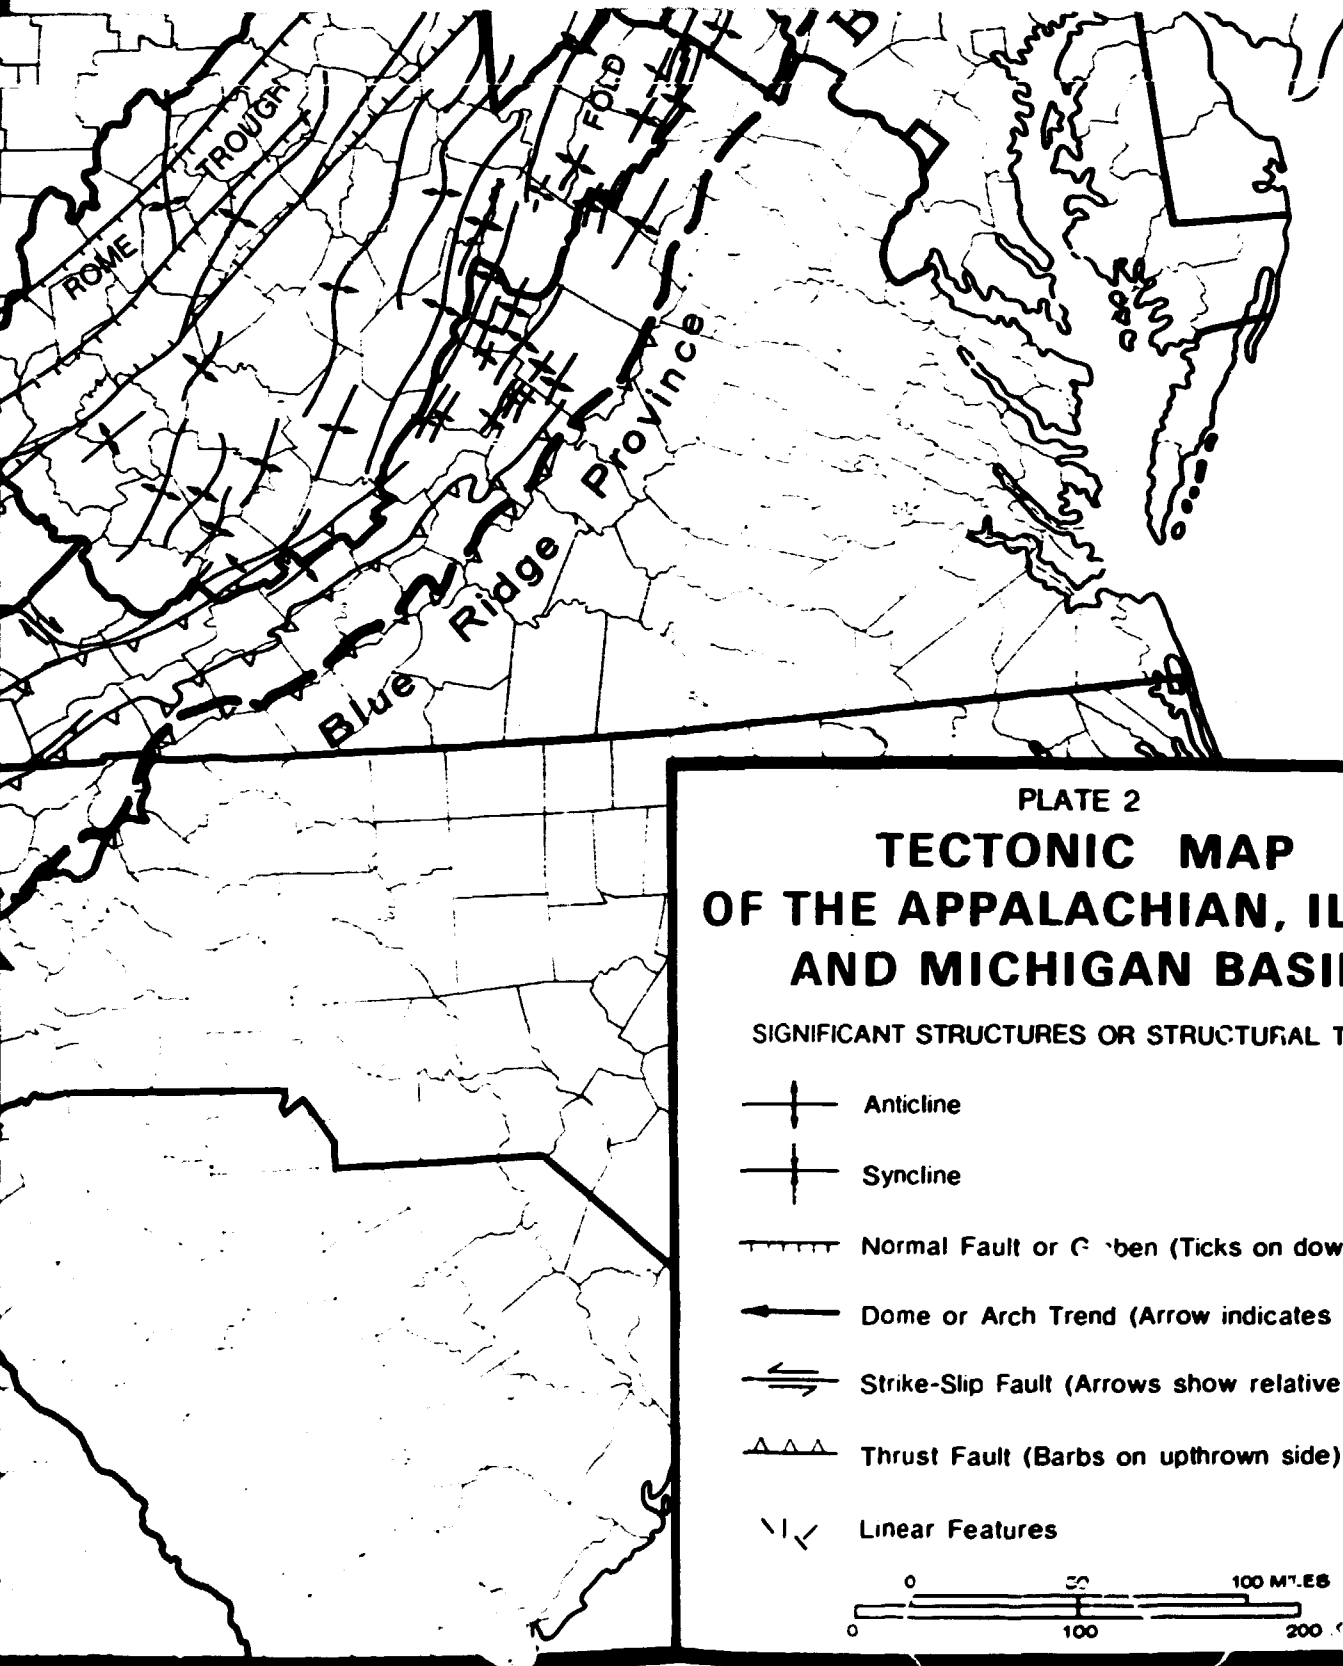 FOLD
TROUGH
ROME
Province
Ridge
Blue
PLATE 2
TECTONIC MAP
OF THE APPALACHIAN, IL
AND MICHIGAN BASI
SIGNIFICANT STRUCTURES OR STRUCTURAL T
Anticline
Syncline
Normal Fault or (Ticks on dow
Dome or Arch Trend (Arrow indicates
Strike-Slip Fault (Arrows show relative
Thrust Fault (Barbs on upthrown side)
Linear Features
0 50 100 MILES
0 100 200